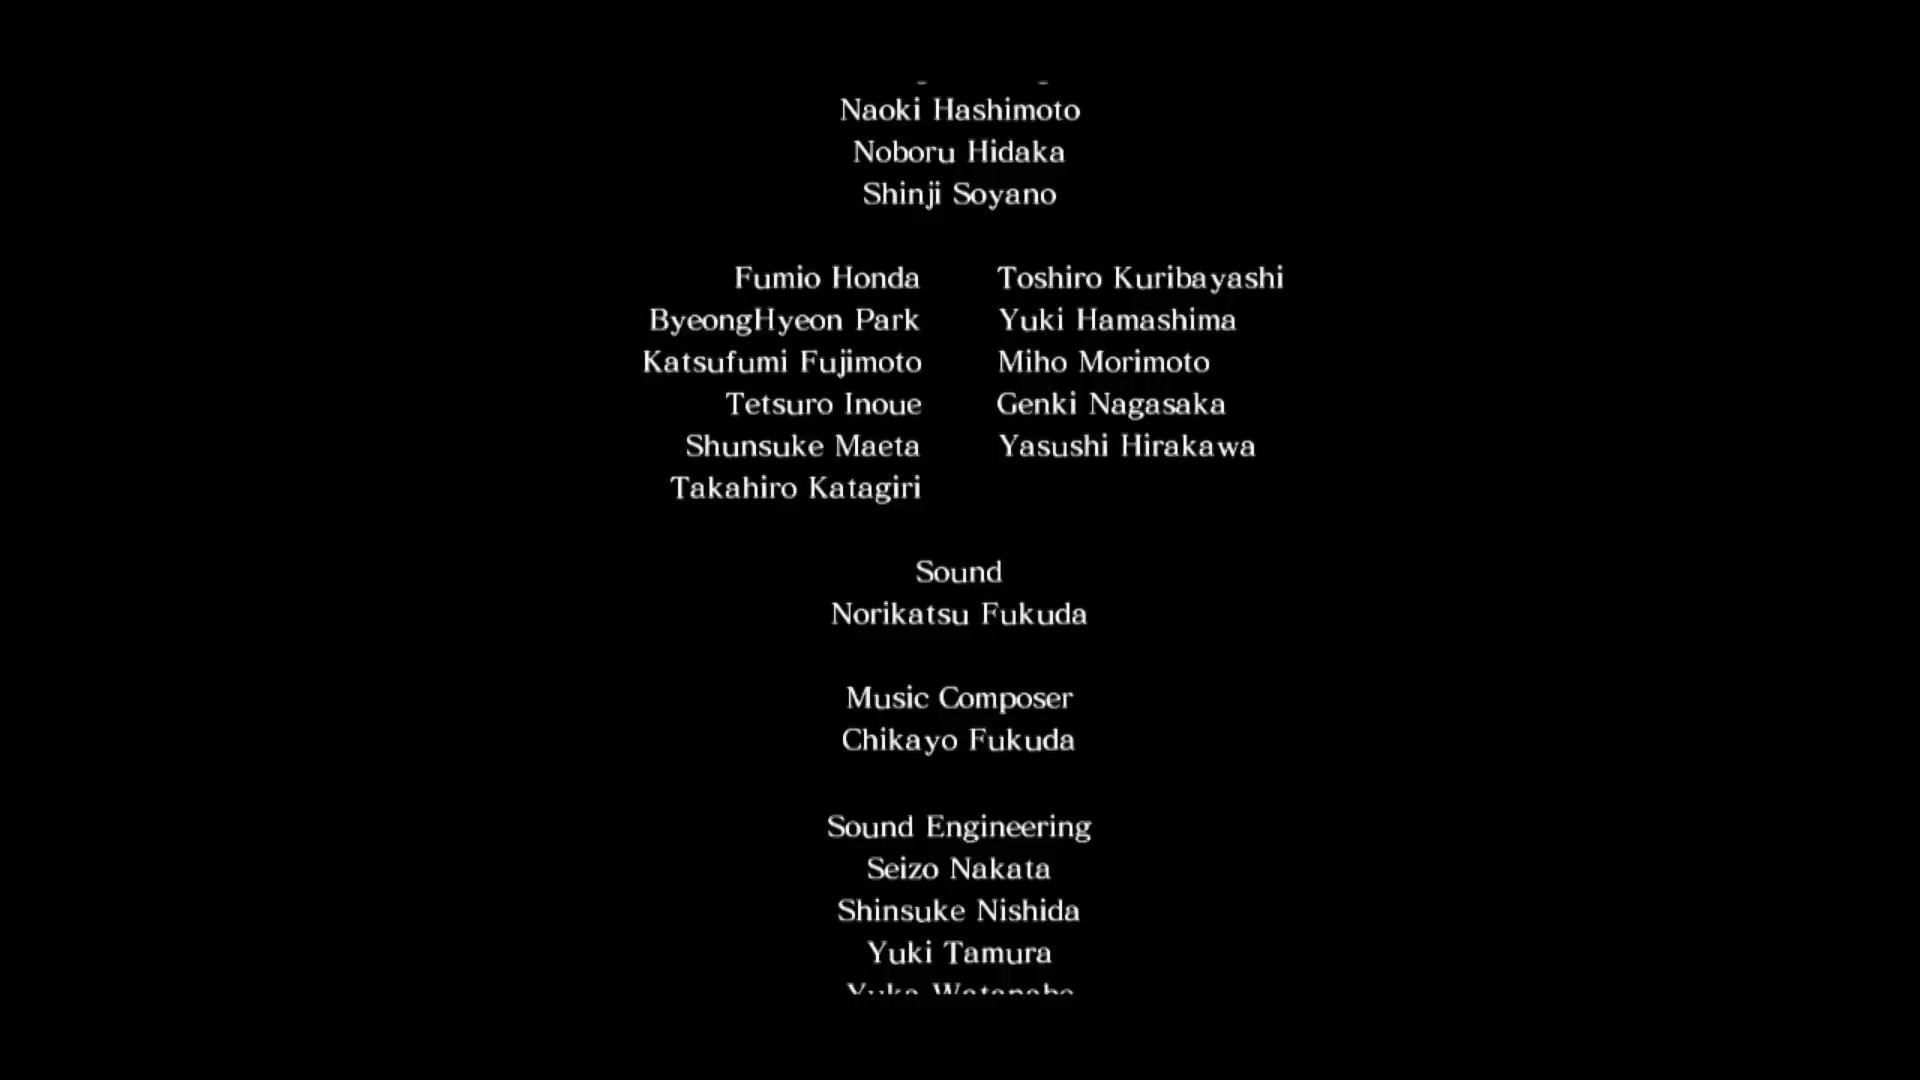 Naoki Hashimoto
Noboru Hidaka
Shinji Soyano
Fumio Honda Toshiro Kuribayashi
ByeongHyeon Park Yuki Hamashima
Katsufumi Fujimoto Miho Morimoto
Tetsuro Inoue Genki Nagasaka
Shunsuke Maeta Yasushi Hirakawa
Takahiro Katagiri
Sound
Norikatsu Fukuda
Music Composer
Chikayo Fukuda
Sound Engineering
Seizo Nakata
Shinsuke Nishida
Yuki Tamura
Yuka Watanabe